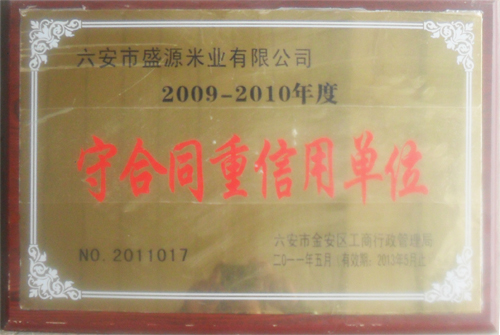 六安市盛源米业有限公司
2009-2010年度
守合同重信用单位
六安市金安区工商行政管理局
NO.2011017
二〇一一年五月（有效期：2013年5月止